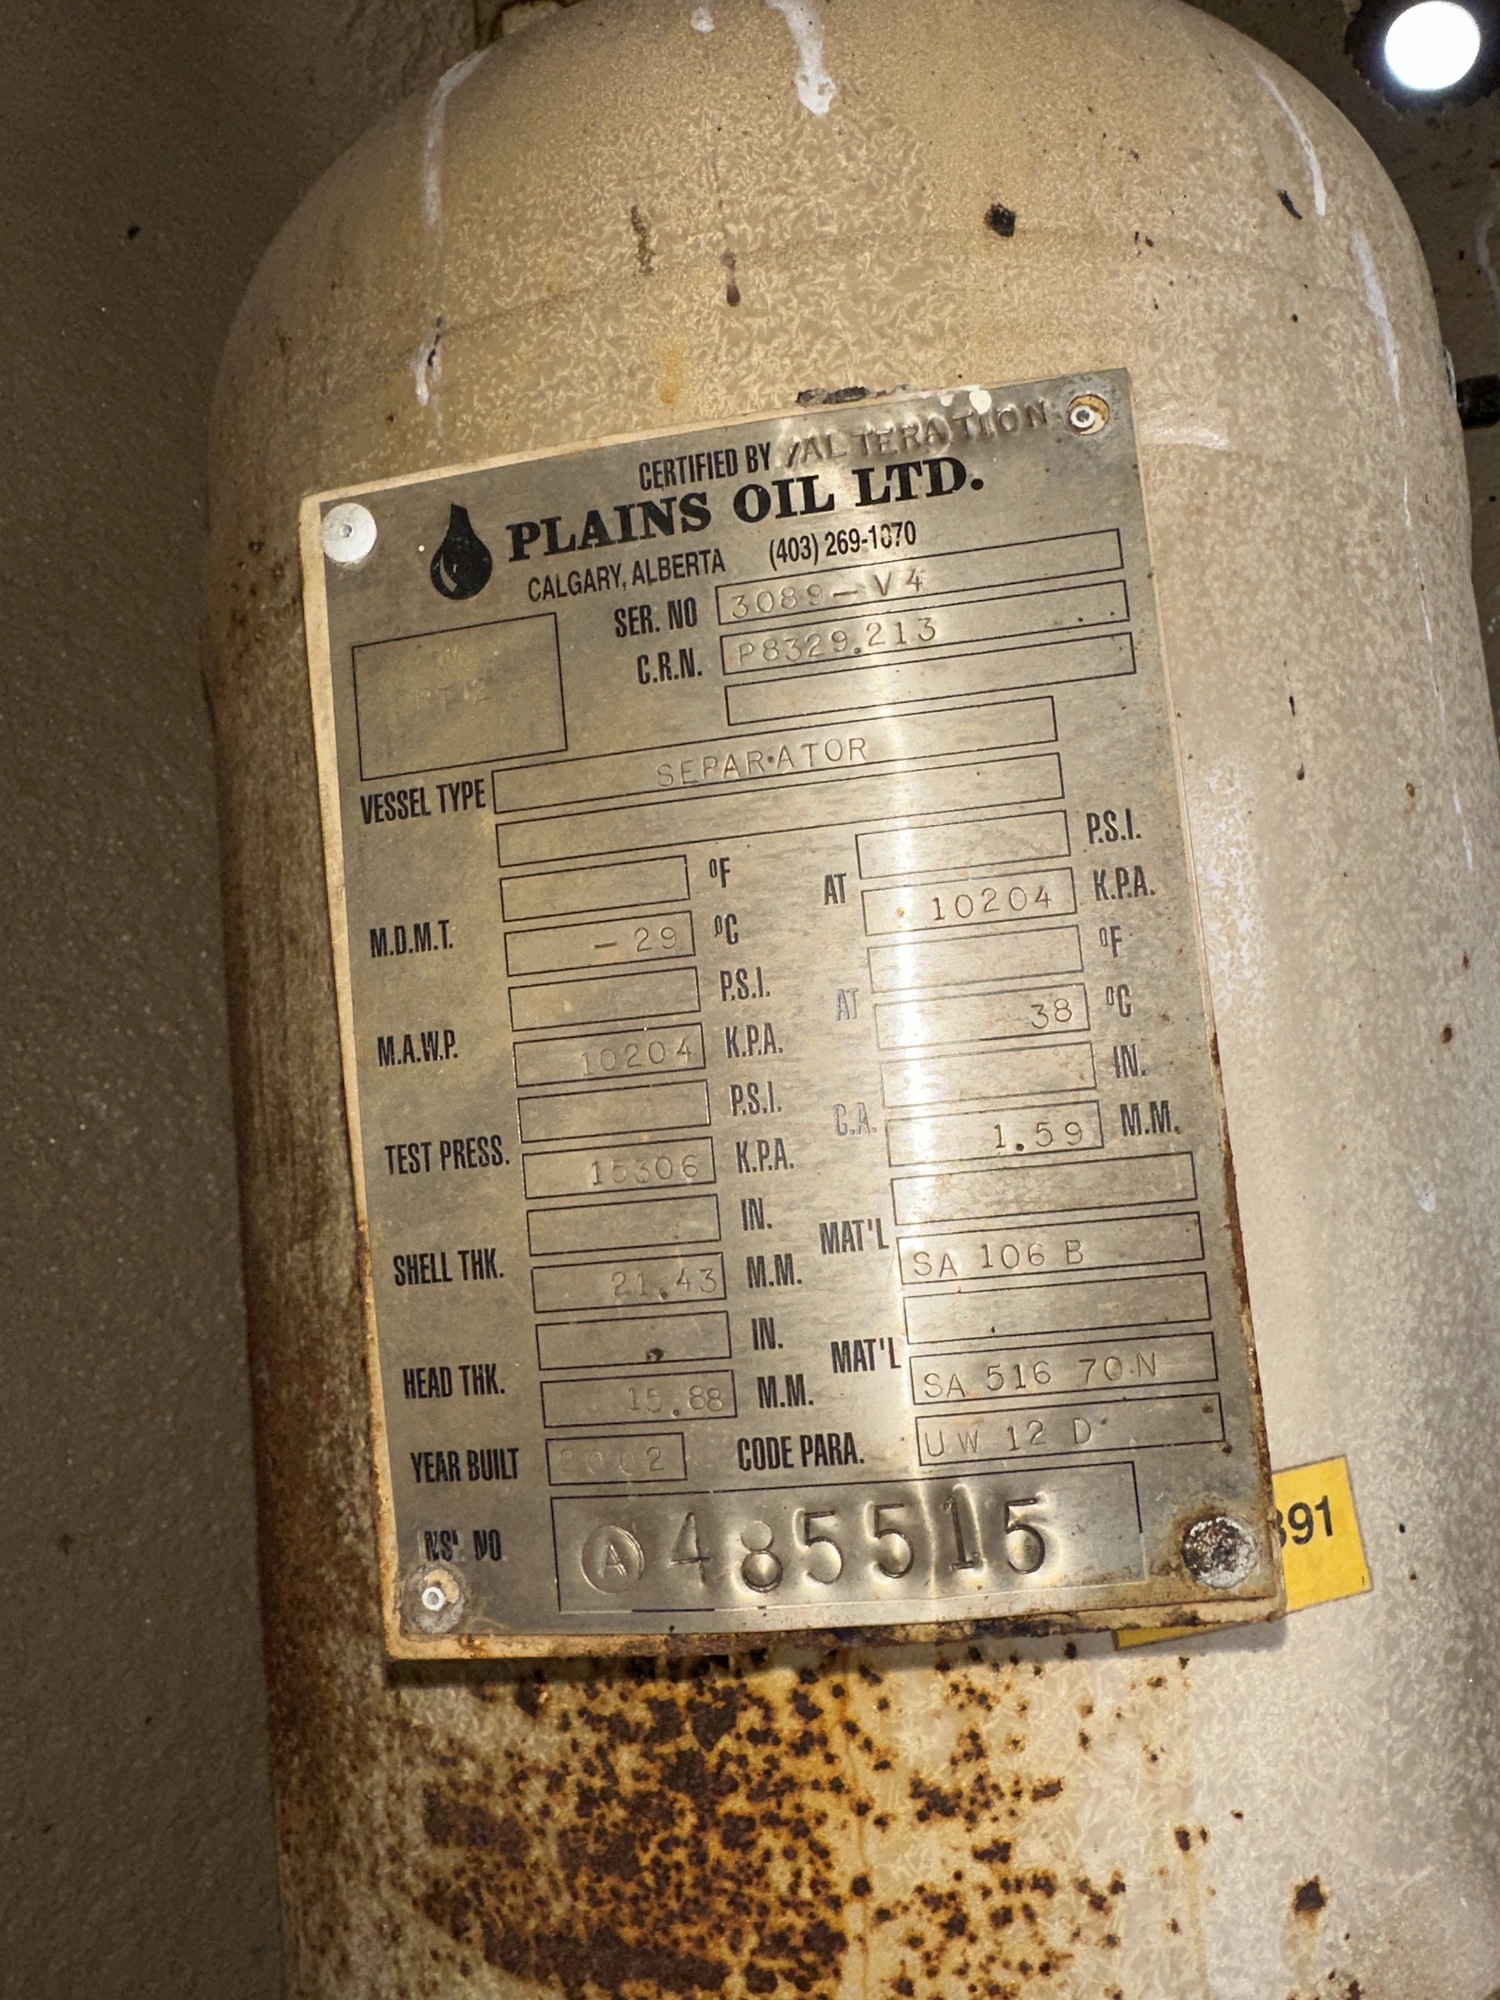 CERTIFIED BY /ALTERATION
PLAINS OIL LTD.
CALGARY, ALBERTA (403) 269-1070
SER. NO 3089-V4
C.R.N. P8329.213
VESSEL TYPE SEPARATOR
°F AT P.S.I.
M.D.M.T. -29 °C 10204 K.P.A.
P.S.I. AT °F
M.A.W.P. 10204 K.P.A. 38 °C
P.S.I. C.A. IN.
TEST PRESS. 15306 K.P.A. 1.59 M.M.
IN. MAT'L
SHELL THK. 21.43 M.M. SA 106 B
IN. MAT'L
HEAD THK. 15.88 M.M. SA 516 70 N
YEAR BUILT 2002 CODE PARA. UW 12 D
NO A 485515
391